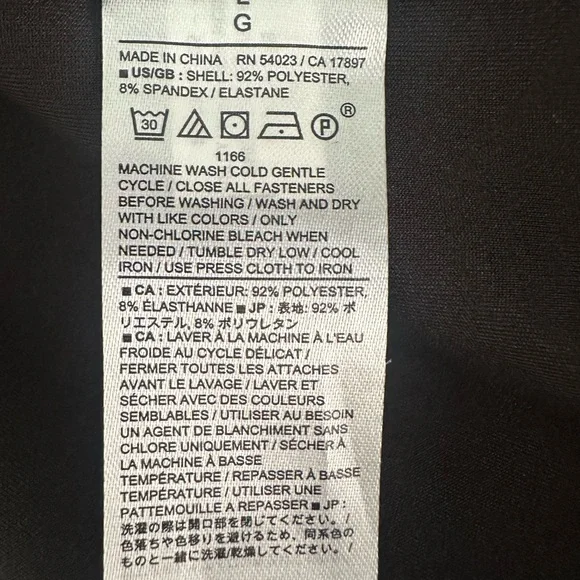 G
MADE IN CHINA RN 54023 / CA 17897
■ US/GB : SHELL: 92% POLYESTER,
8% SPANDEX / ELASTANE
30 P ®
1166
MACHINE WASH COLD GENTLE
CYCLE / CLOSE ALL FASTENERS
BEFORE WASHING / WASH AND DRY
WITH LIKE COLORS / ONLY
NON-CHLORINE BLEACH WHEN
NEEDED / TUMBLE DRY LOW / COOL
IRON / USE PRESS CLOTH TO IRON
■ CA : EXTÉRIEUR: 92% POLYESTER,
8% ÉLASTHANNE ■ JP : 表地: 92% ポ
リエステル, 8% ポリウレタン
■ CA : LAVER À LA MACHINE À L'EAU
FROIDE AU CYCLE DÉLICAT /
FERMER TOUTES LES ATTACHES
AVANT LE LAVAGE / LAVER ET
SÉCHER AVEC DES COULEURS
SEMBLABLES / UTILISER AU BESOIN
UN AGENT DE BLANCHIMENT SANS
CHLORE UNIQUEMENT / SÉCHER À
LA MACHINE À BASSE
TEMPÉRATURE / REPASSER À BASSE
TEMPÉRATURE / UTILISER UNE
PATTEMOUILLE A REPASSER ■ JP :
洗濯の際は開口部を閉じてください。/
色落ちや色移りを避けるため、同系色の
ものと一緒に洗濯/乾燥してください。/